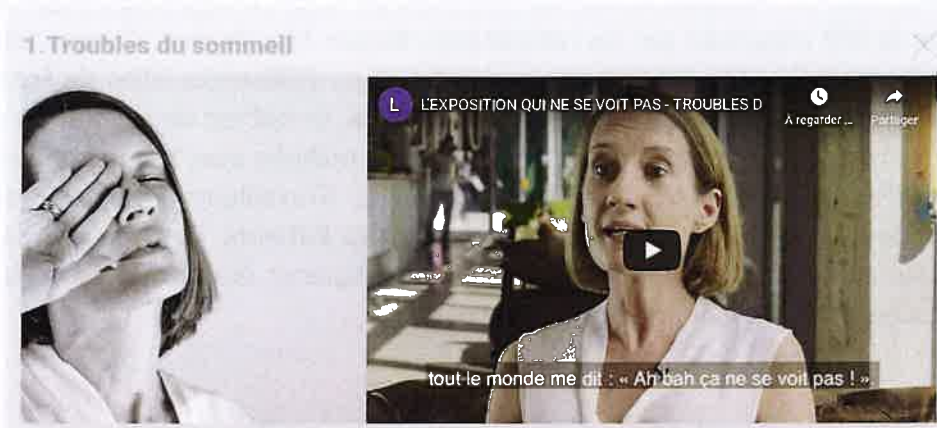 1.Troubles du sommeil
L
L'EXPOSITION QUI NE SE VOIT PAS - TROUBLES D
À regarder ...
Partager
tout le monde me dit : « Ah bah ça ne se voit pas ! ».